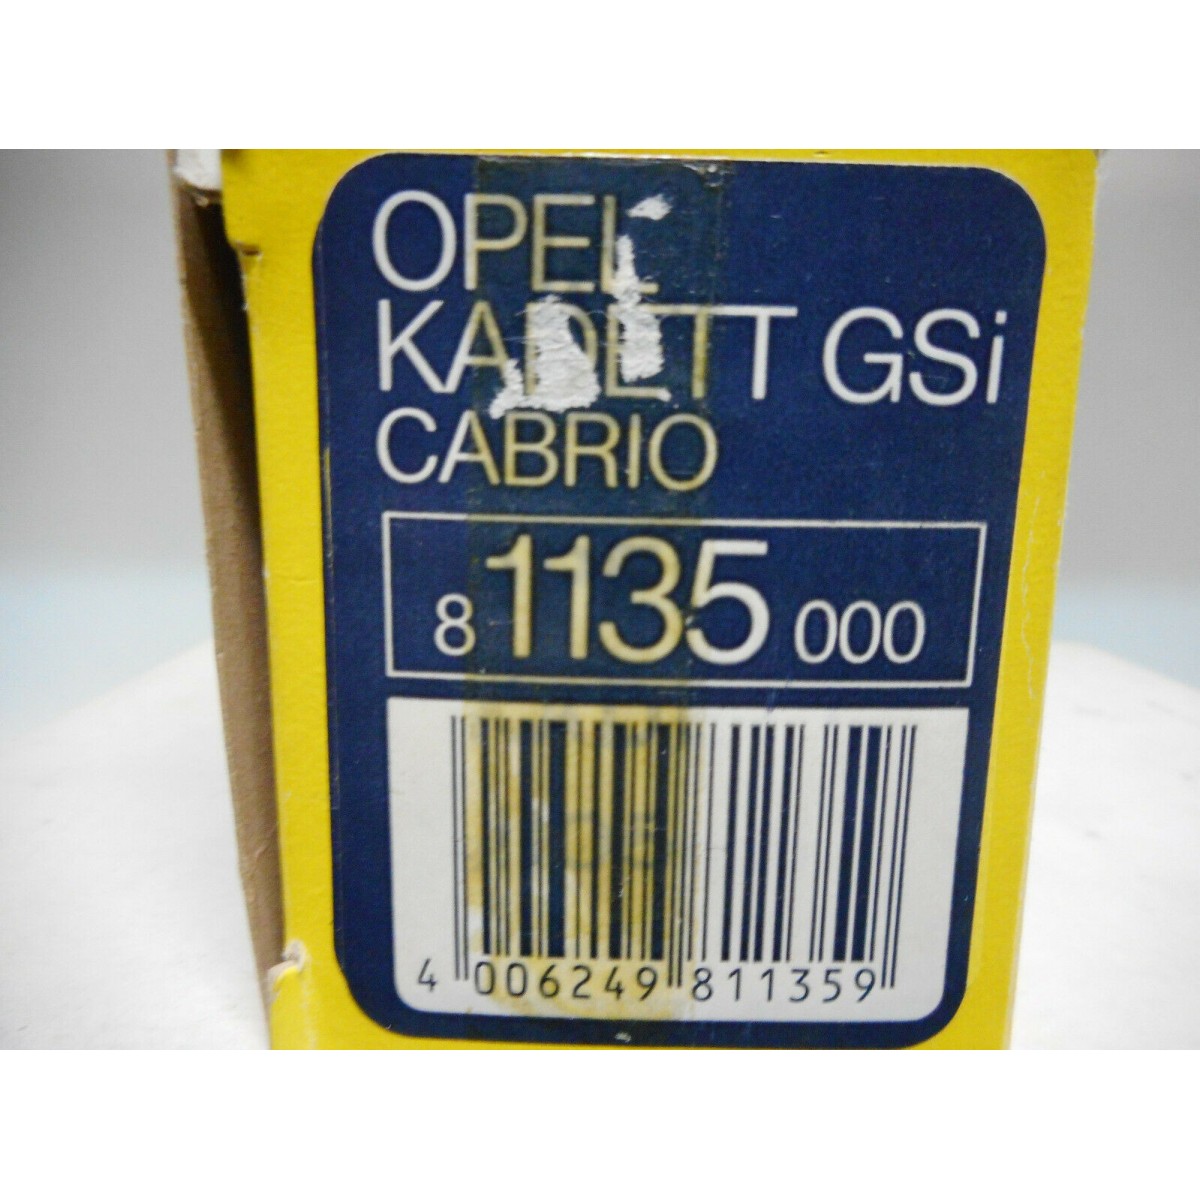 OPEL
KADETT GSi
CABRIO
8 1135 000
4 006249 811359